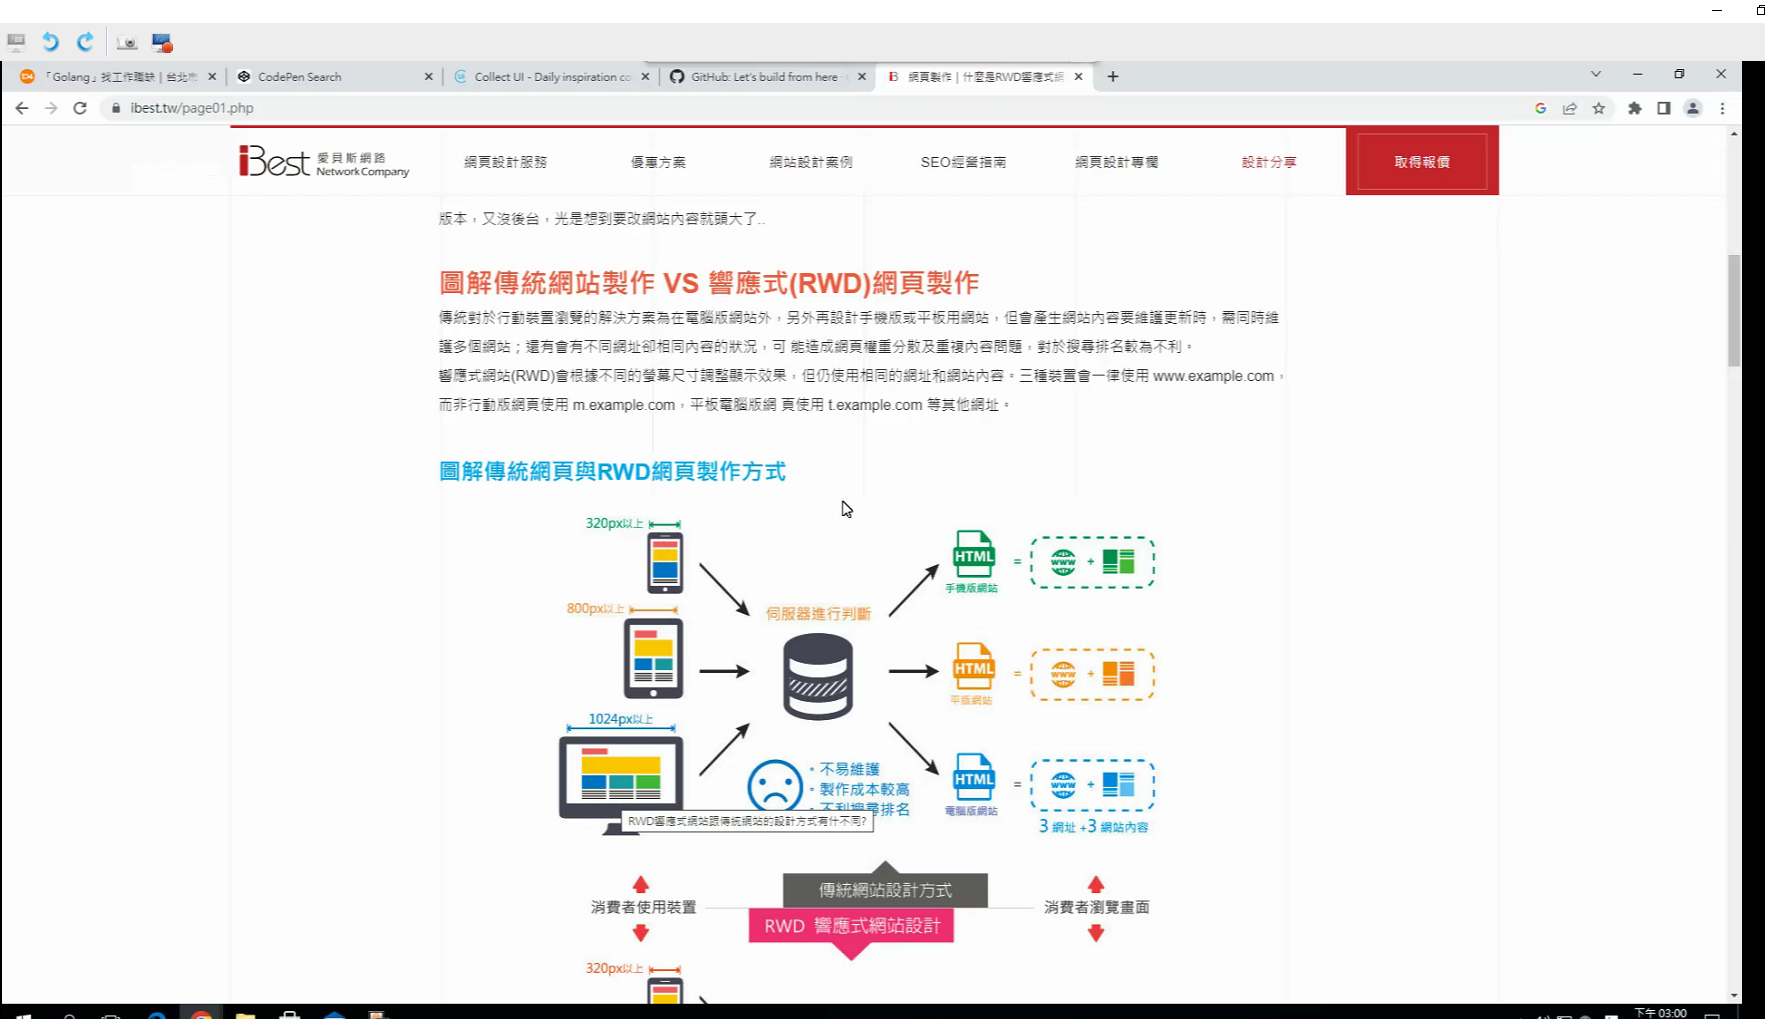 「Golang」找工作職缺｜台北市
CodePen Search
Collect UI - Daily inspiration co
GitHub: Let's build from here ·
網頁製作｜什麼是RWD響應式網
ibest.tw/page01.php
iBest 愛貝斯網路
Network Company
網頁設計服務
優惠方案
網站設計案例
SEO經營指南
網頁設計專欄
設計分享
取得報價
版本，又沒後台，光是想到要改網站內容就頭大了..
圖解傳統網站製作 VS 響應式(RWD)網頁製作
傳統對於行動裝置瀏覽的解決方案為在電腦版網站外，另外再設計手機版或平板用網站，但會產生網站內容要維護更新時，需同時維
護多個網站；還有會有不同網址卻相同內容的狀況，可 能造成網頁權重分散及重複內容問題，對於搜尋排名較為不利。
響應式網站(RWD)會根據不同的螢幕尺寸調整顯示效果，但仍使用相同的網址和網站內容。三種裝置會一律使用 www.example.com，
而非行動版網頁使用 m.example.com，平板電腦版網 頁使用 t.example.com 等其他網址。
圖解傳統網頁與RWD網頁製作方式
320px以上
800px以上
1024px以上
伺服器進行判斷
HTML
手機版網站
= WWW +
HTML
平版網站
= WWW +
HTML
電腦版網站
= WWW +
3 網址 +3 網站內容
• 不易維護
• 製作成本較高
• 不利搜尋排名
RWD響應式網站跟傳統網站的設計方式有什不同?
傳統網站設計方式
消費者使用裝置
消費者瀏覽畫面
RWD 響應式網站設計
320px以上
下午 03:00